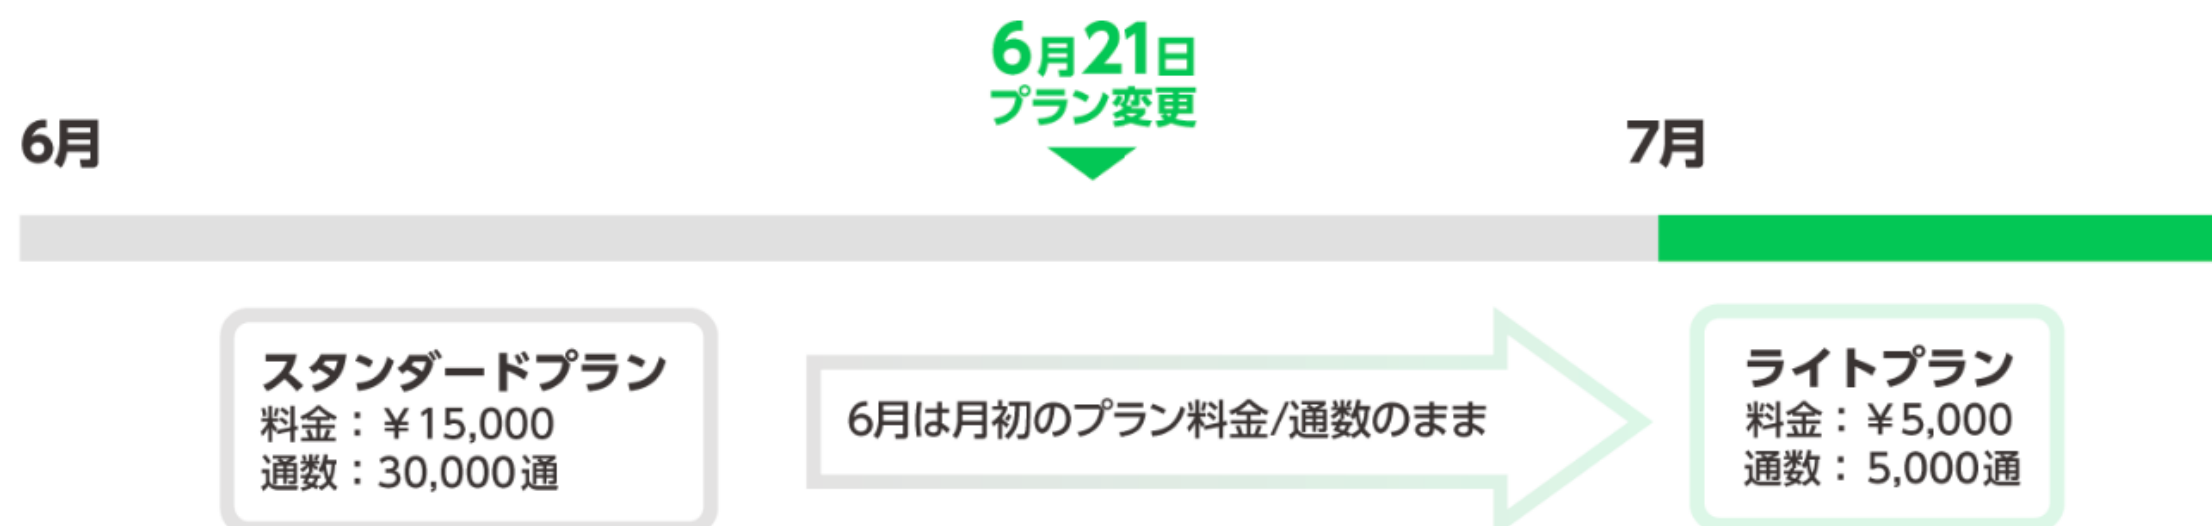 6月21日
プラン変更
6月
7月
スタンダードプラン
料金：¥15,000
通数：30,000通
6月は月初のプラン料金/通数のまま
ライトプラン
料金：¥5,000
通数：5,000通